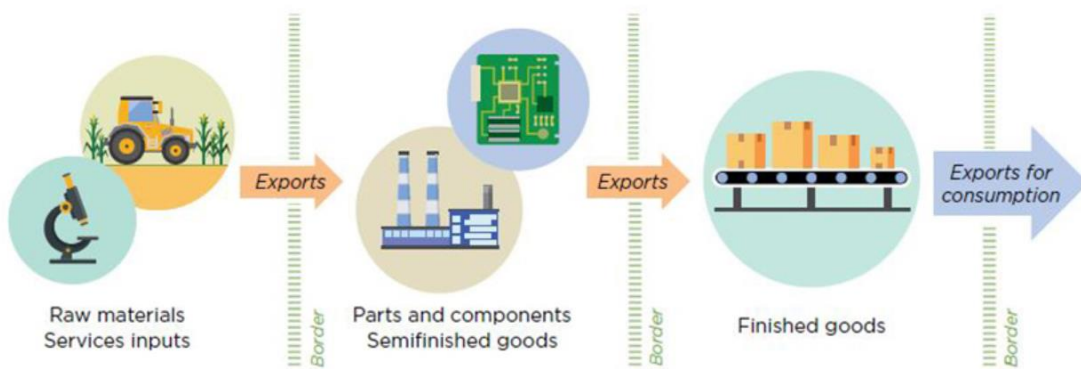 Exports
Exports
Exports for
consumption
Raw materials
Services inputs
Border
Parts and components
Semifinished goods
Border
Finished goods
Border